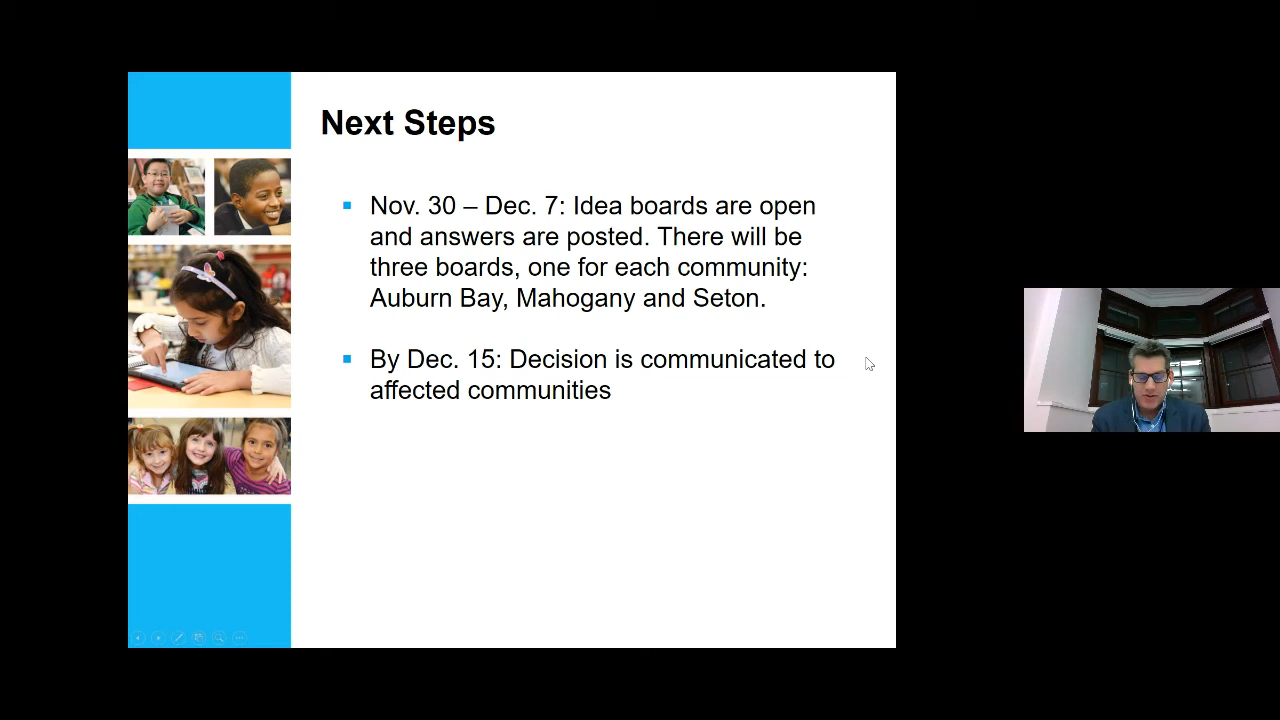 Next Steps
Nov. 30 – Dec. 7: Idea boards are open
and answers are posted. There will be
three boards, one for each community:
Auburn Bay, Mahogany and Seton.
By Dec. 15: Decision is communicated to
affected communities